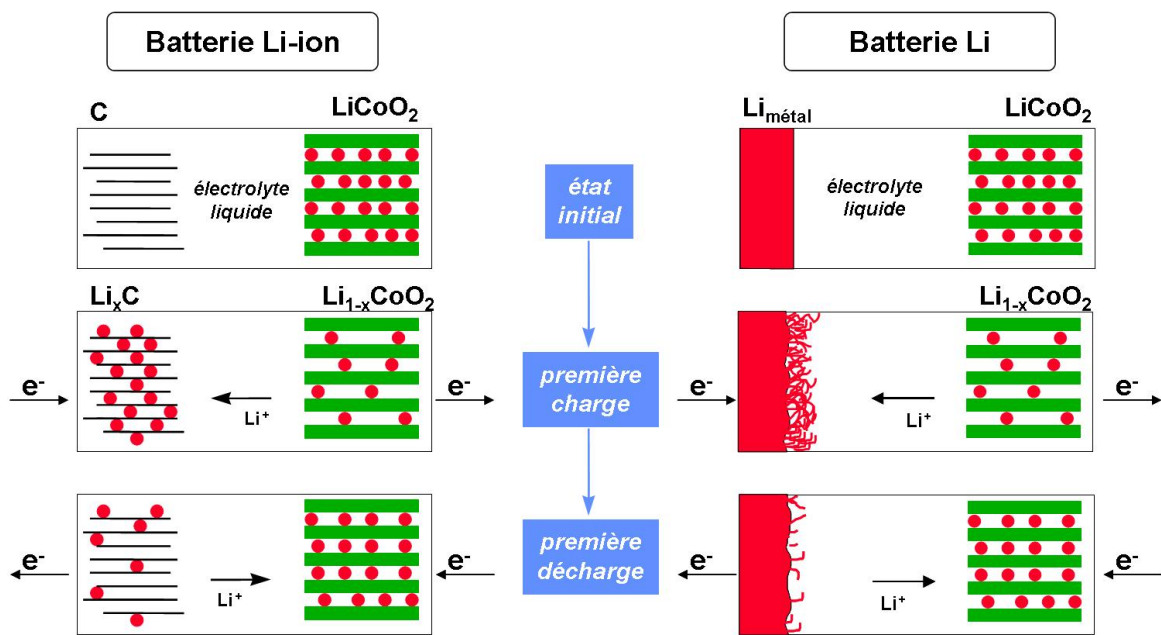 Batterie Li-ion
Batterie Li
C
LiCoO₂
Li_métal
LiCoO₂
électrolyte
liquide
état
initial
électrolyte
liquide
LiₓC
Li₁₋ₓCoO₂
Li₁₋ₓCoO₂
e⁻
Li⁺
e⁻
première
charge
e⁻
Li⁺
e⁻
e⁻
Li⁺
e⁻
première
décharge
e⁻
Li⁺
e⁻